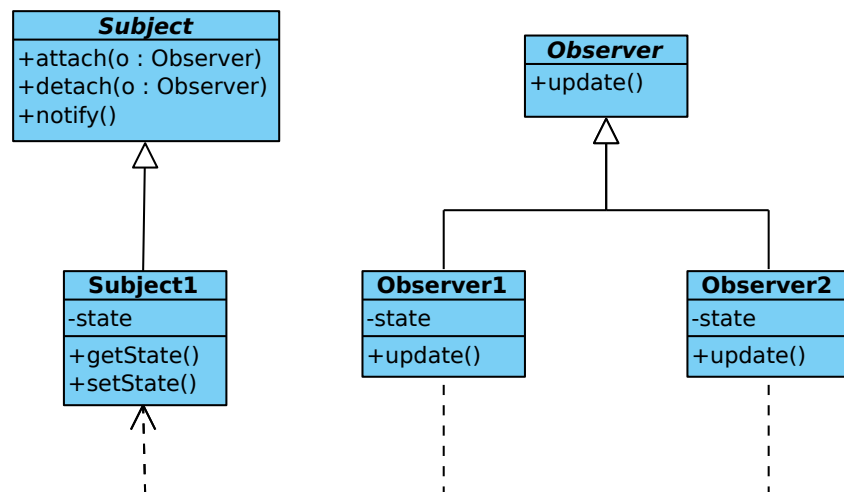 Subject
+attach(o : Observer)
+detach(o : Observer)
+notify()
Observer
+update()
Subject1
-state
+getState()
+setState()
Observer1
-state
+update()
Observer2
-state
+update()